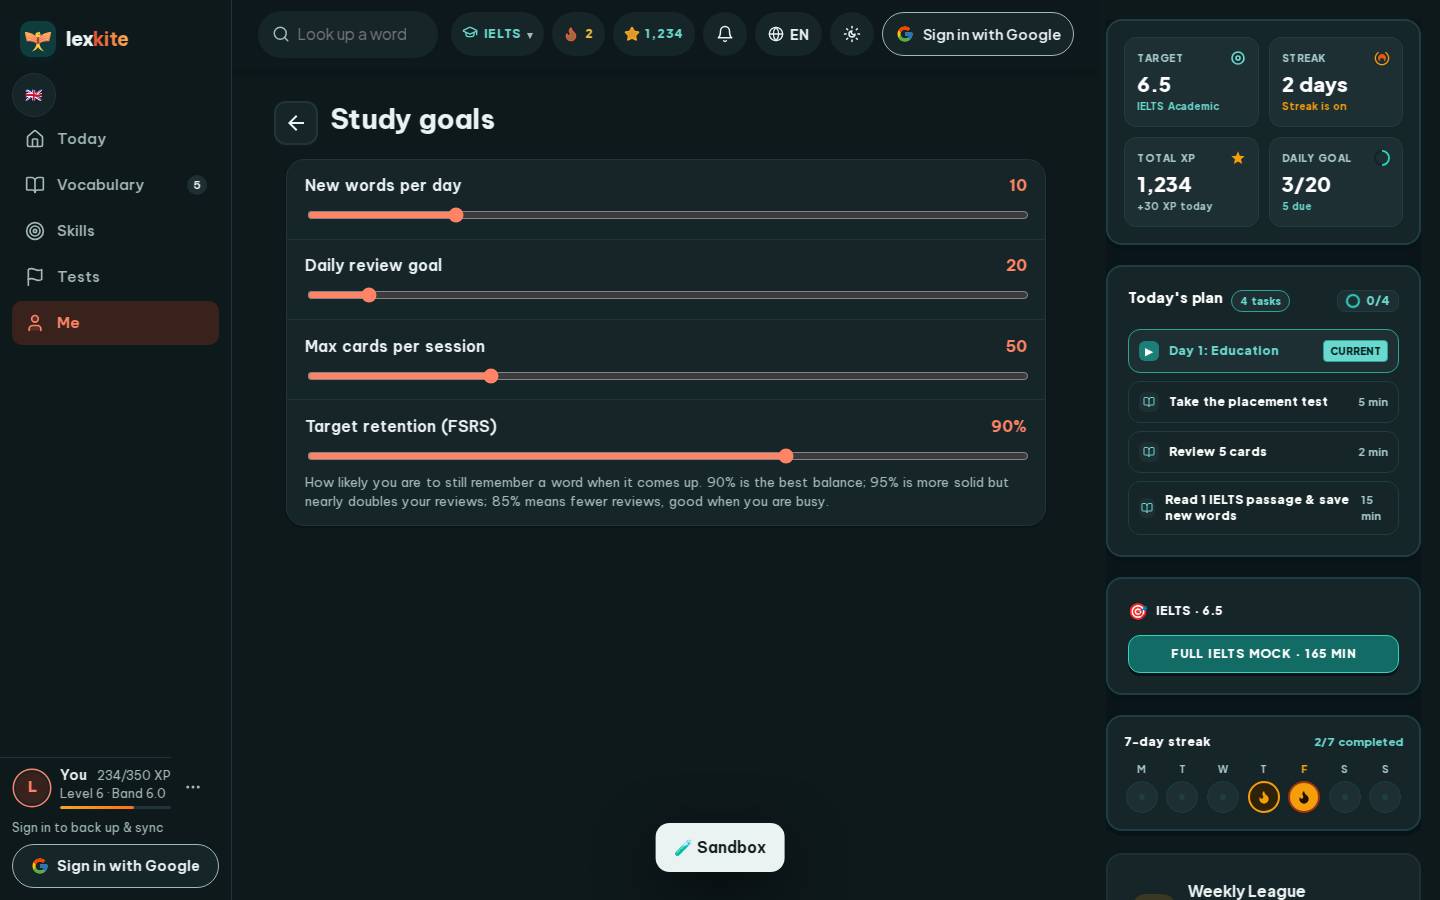 lexkite
Today
Vocabulary 5
Skills
Tests
Me
You 234/350 XP
Level 6 · Band 6.0
Sign in to back up & sync
Sign in with Google
Look up a word
IELTS ▾
2
1,234
EN
Sign in with Google
Study goals
New words per day 10
Daily review goal 20
Max cards per session 50
Target retention (FSRS) 90%
How likely you are to still remember a word when it comes up. 90% is the best balance; 95% is more solid but
nearly doubles your reviews; 85% means fewer reviews, good when you are busy.
Sandbox
TARGET
6.5
IELTS Academic
STREAK
2 days
Streak is on
TOTAL XP
1,234
+30 XP today
DAILY GOAL
3/20
5 due
Today's plan 4 tasks 0/4
Day 1: Education CURRENT
Take the placement test 5 min
Review 5 cards 2 min
Read 1 IELTS passage & save 15
new words min
IELTS · 6.5
FULL IELTS MOCK · 165 MIN
7-day streak 2/7 completed
M T W T F S S
Weekly League
L